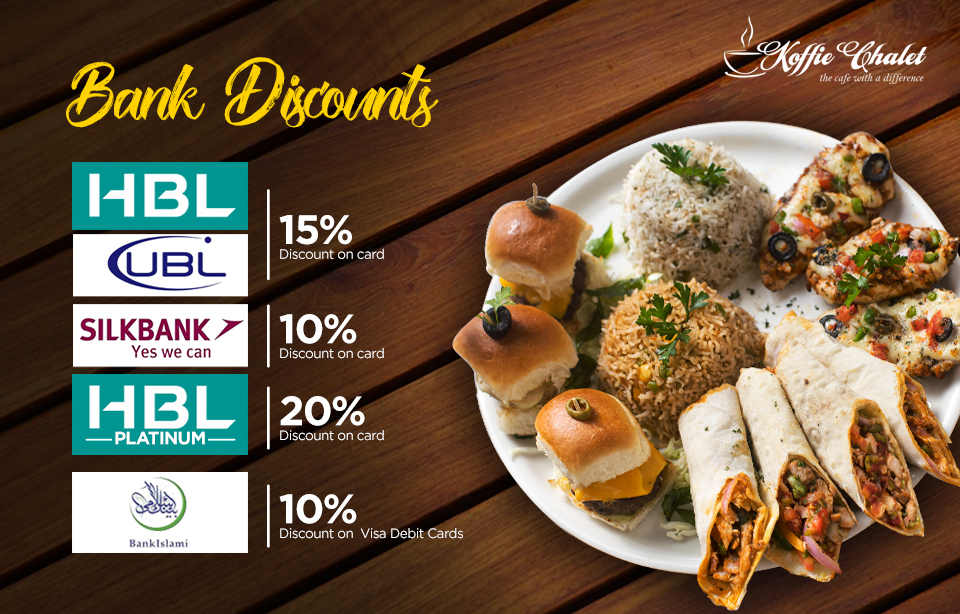 Koffie Chalet
the cafe with a difference
Bank Discounts
HBL
UBL
15%
Discount on card
SILKBANK
Yes we can
10%
Discount on card
HBL
PLATINUM
20%
Discount on card
BankIslami
10%
Discount on Visa Debit Cards